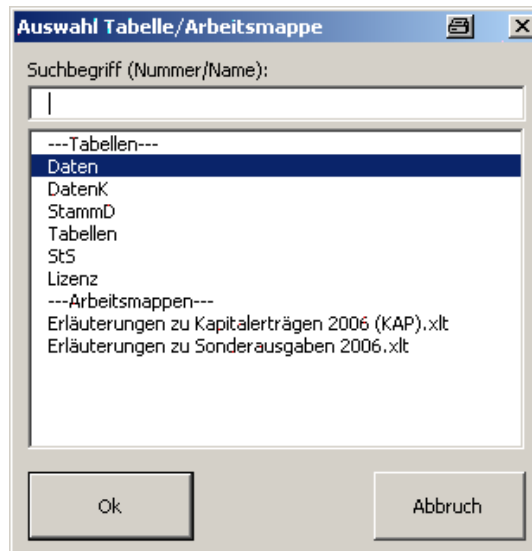 Auswahl Tabelle/Arbeitsmappe
Suchbegriff (Nummer/Name):
---Tabellen---
Daten
DatenK
StammD
Tabellen
StS
Lizenz
---Arbeitsmappen---
Erläuterungen zu Kapitalerträgen 2006 (KAP).xlt
Erläuterungen zu Sonderausgaben 2006.xlt
Ok
Abbruch